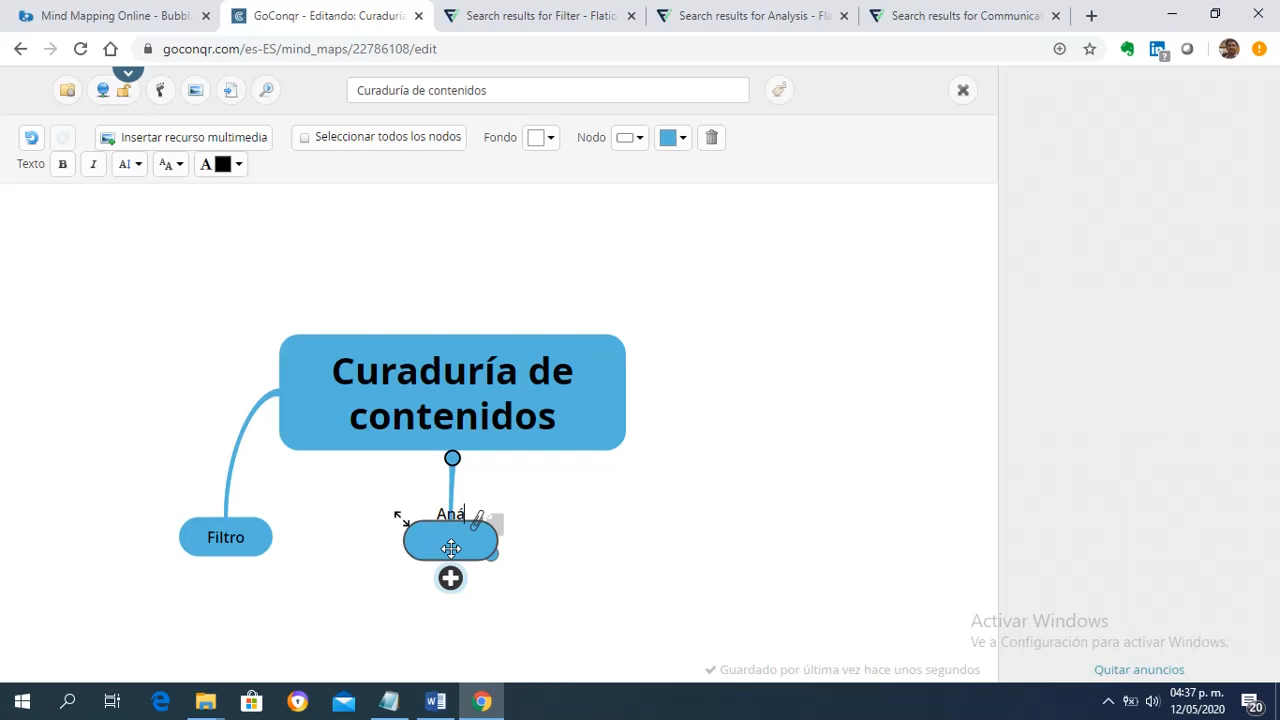 Mind Mapping Online - Bubbl
GoConqr - Editando: Curaduría
Search results for Filter - Flatico
Search results for Analysis - Fla
Search results for Communicat
goconqr.com/es-ES/mind_maps/22786108/edit
Curaduría de contenidos
Insertar recurso multimedia
Seleccionar todos los nodos
Fondo
Nodo
Texto
B
I
AI
AA
A
Curaduría de
contenidos
Aná
Filtro
Activar Windows
Ve a Configuración para activar Windows.
Guardado por última vez hace unos segundos
Quitar anuncios
04:37 p. m.
12/05/2020
20